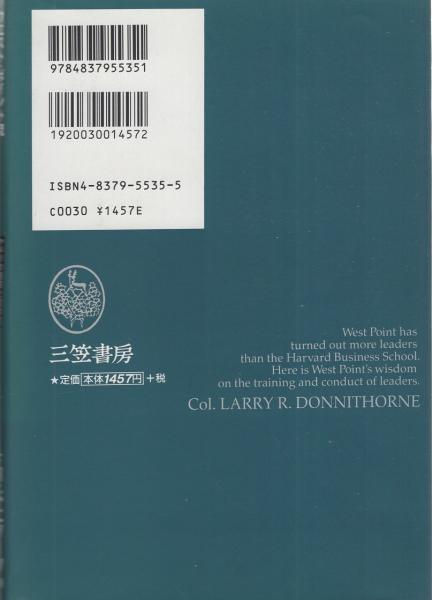 9784837955351
1920030014572
ISBN4-8379-5535-5
C0030 ¥1457E
三笠書房
★定価 本体1457円 +税
West Point has
turned out more leaders
than the Harvard Business School.
Here is West Point's wisdom
on the training and conduct of leaders.
Col. LARRY R. DONNITHORNE